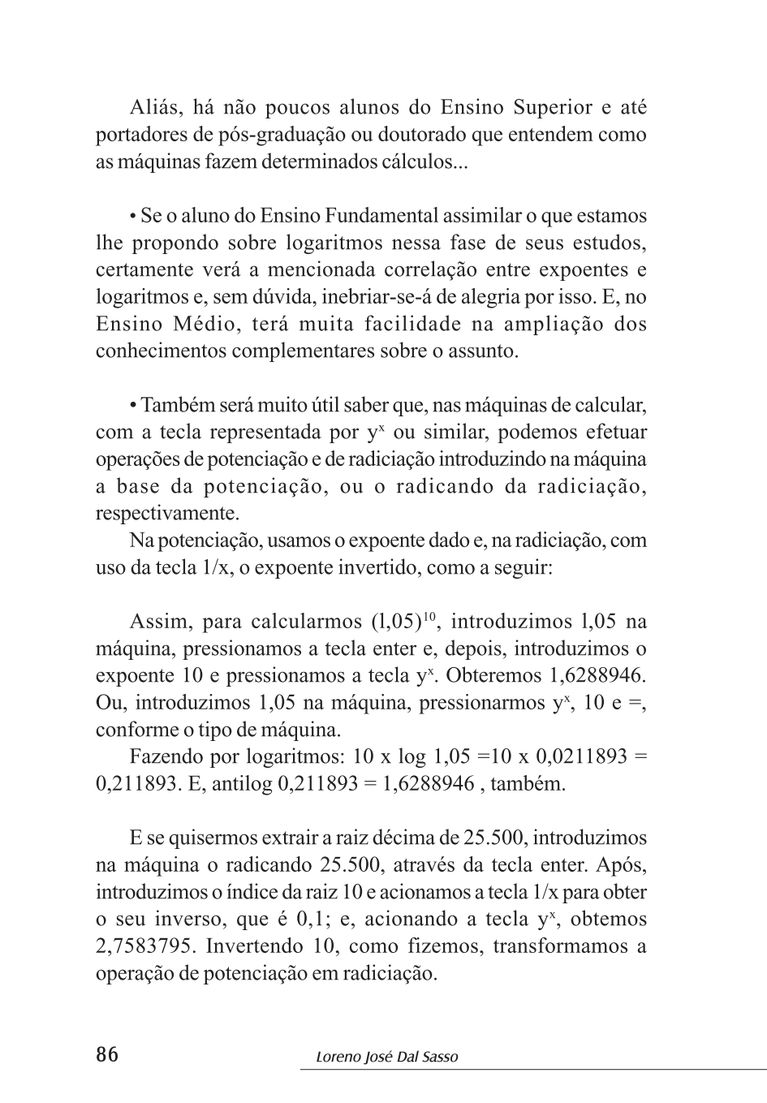 Aliás, há não poucos alunos do Ensino Superior e até
portadores de pós-graduação ou doutorado que entendem como
as máquinas fazem determinados cálculos...
• Se o aluno do Ensino Fundamental assimilar o que estamos
lhe propondo sobre logaritmos nessa fase de seus estudos,
certamente verá a mencionada correlação entre expoentes e
logaritmos e, sem dúvida, inebriar-se-á de alegria por isso. E, no
Ensino Médio, terá muita facilidade na ampliação dos
conhecimentos complementares sobre o assunto.
• Também será muito útil saber que, nas máquinas de calcular,
com a tecla representada por yˣ ou similar, podemos efetuar
operações de potenciação e de radiciação introduzindo na máquina
a base da potenciação, ou o radicando da radiciação,
respectivamente.
Na potenciação, usamos o expoente dado e, na radiciação, com
uso da tecla 1/x, o expoente invertido, como a seguir:
Assim, para calcularmos (l,05)¹⁰, introduzimos l,05 na
máquina, pressionamos a tecla enter e, depois, introduzimos o
expoente 10 e pressionamos a tecla yˣ. Obteremos 1,6288946.
Ou, introduzimos 1,05 na máquina, pressionarmos yˣ, 10 e =,
conforme o tipo de máquina.
Fazendo por logaritmos: 10 x log 1,05 =10 x 0,0211893 =
0,211893. E, antilog 0,211893 = 1,6288946 , também.
E se quisermos extrair a raiz décima de 25.500, introduzimos
na máquina o radicando 25.500, através da tecla enter. Após,
introduzimos o índice da raiz 10 e acionamos a tecla 1/x para obter
o seu inverso, que é 0,1; e, acionando a tecla yˣ, obtemos
2,7583795. Invertendo 10, como fizemos, transformamos a
operação de potenciação em radiciação.
86 Loreno José Dal Sasso